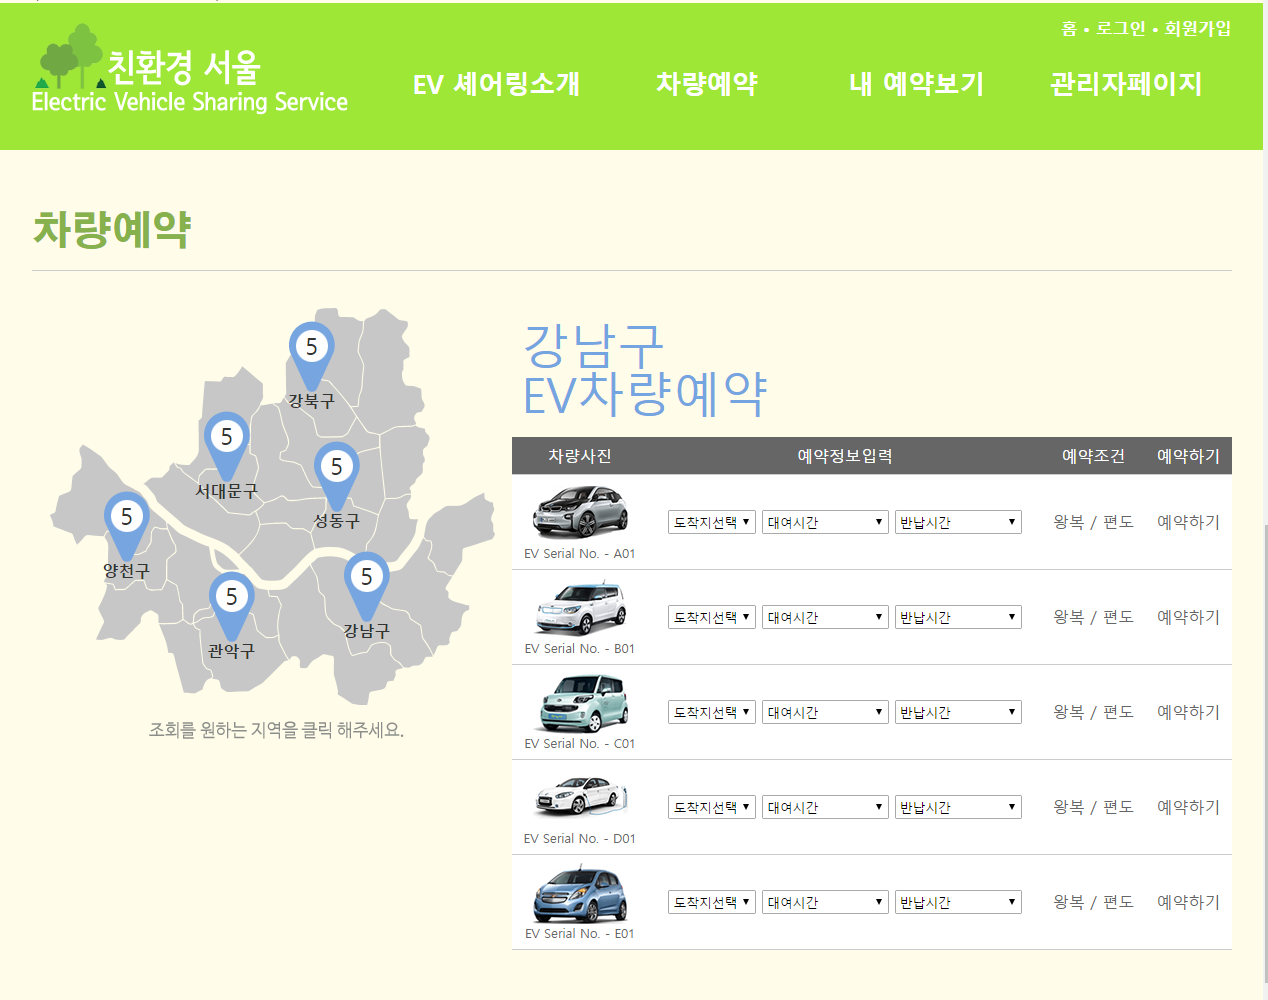 홈 • 로그인 • 회원가입
친환경 서울
Electric Vehicle Sharing Service
EV 셰어링소개 차량예약 내 예약보기 관리자페이지
차량예약
5
강북구
5
서대문구
5
성동구
5
양천구
5
강남구
5
관악구
조회를 원하는 지역을 클릭 해주세요.
강남구
EV차량예약
차량사진 예약정보입력 예약조건 예약하기
도착지선택 대여시간 반납시간 왕복 / 편도 예약하기
EV Serial No. - A01
도착지선택 대여시간 반납시간 왕복 / 편도 예약하기
EV Serial No. - B01
도착지선택 대여시간 반납시간 왕복 / 편도 예약하기
EV Serial No. - C01
도착지선택 대여시간 반납시간 왕복 / 편도 예약하기
EV Serial No. - D01
도착지선택 대여시간 반납시간 왕복 / 편도 예약하기
EV Serial No. - E01